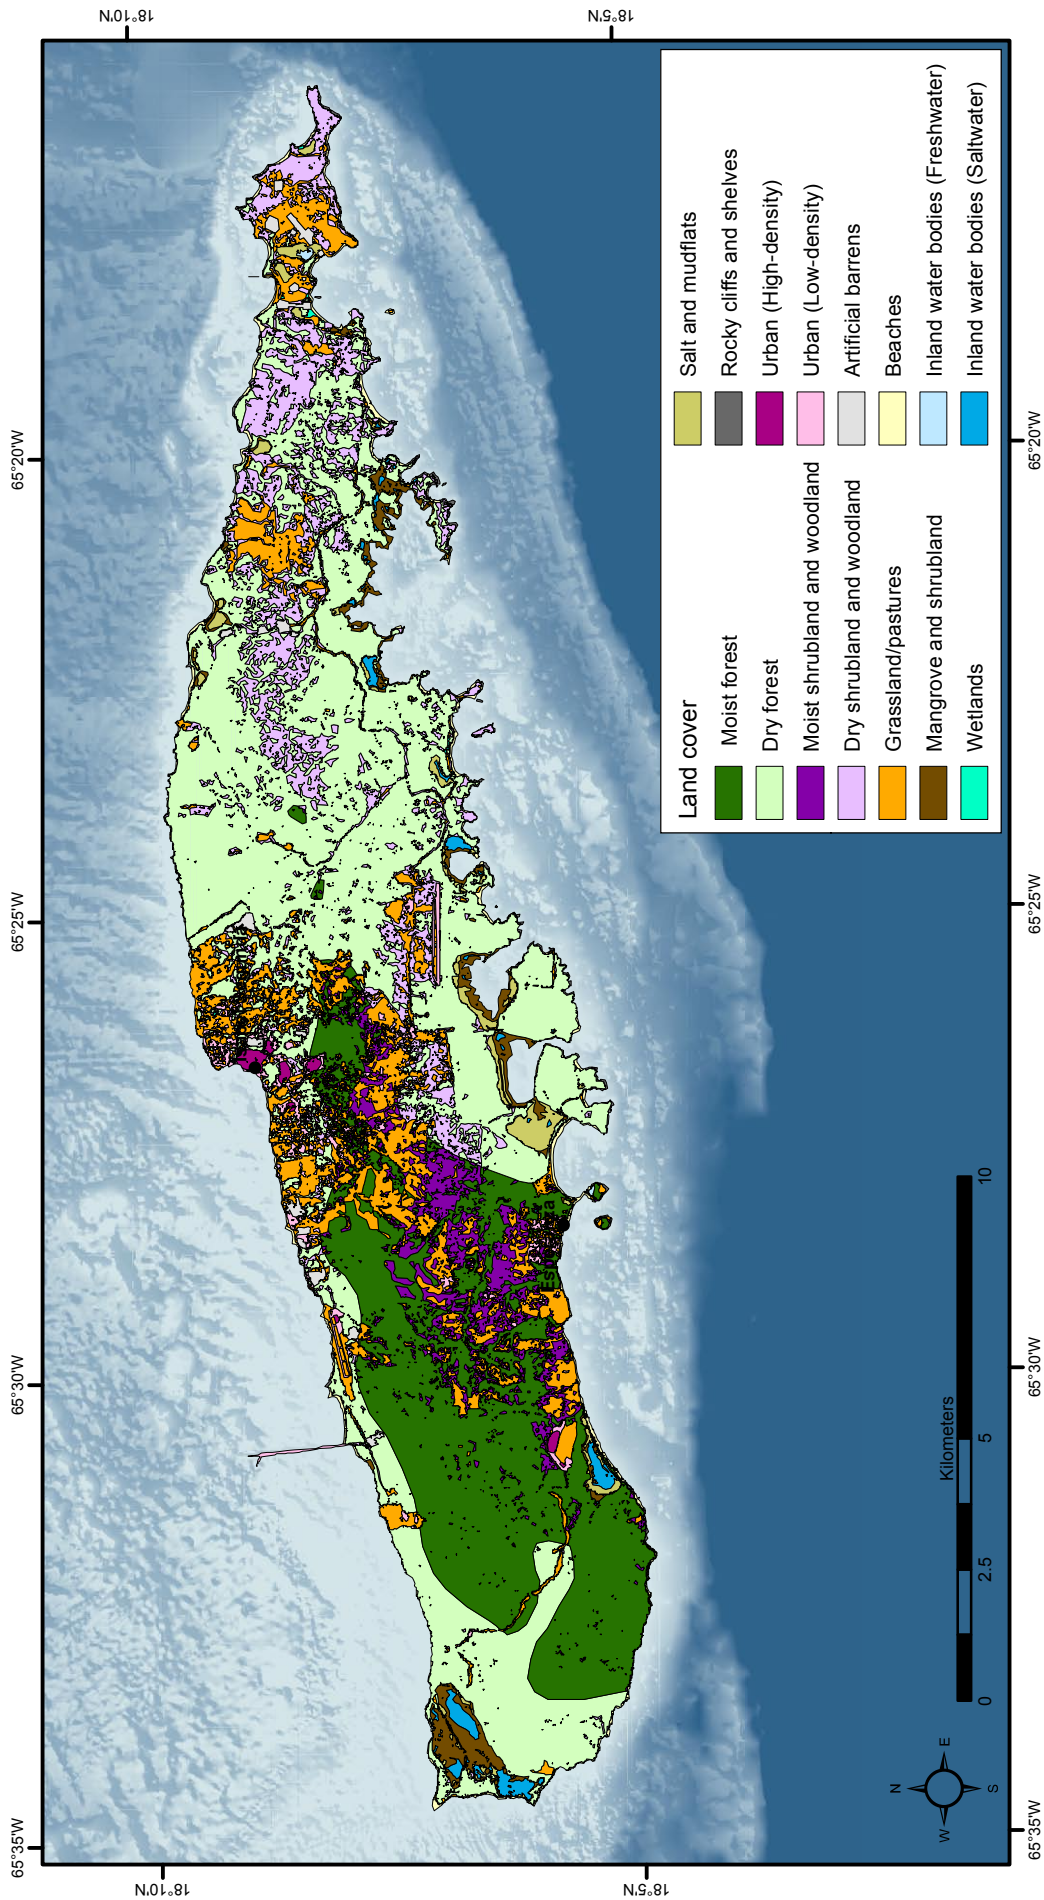 65°35'W
65°30'W
65°25'W
65°20'W
18°10'N
18°10'N
18°5'N
18°5'N
Land cover
Moist forest
Dry forest
Moist shrubland and woodland
Dry shrubland and woodland
Grassland/pastures
Mangrove and shrubland
Wetlands
Salt and mudflats
Rocky cliffs and shelves
Urban (High-density)
Urban (Low-density)
Artificial barrens
Beaches
Inland water bodies (Freshwater)
Inland water bodies (Saltwater)
N
W
E
S
Kilometers
0
2.5
5
10
65°35'W
65°30'W
65°25'W
65°20'W